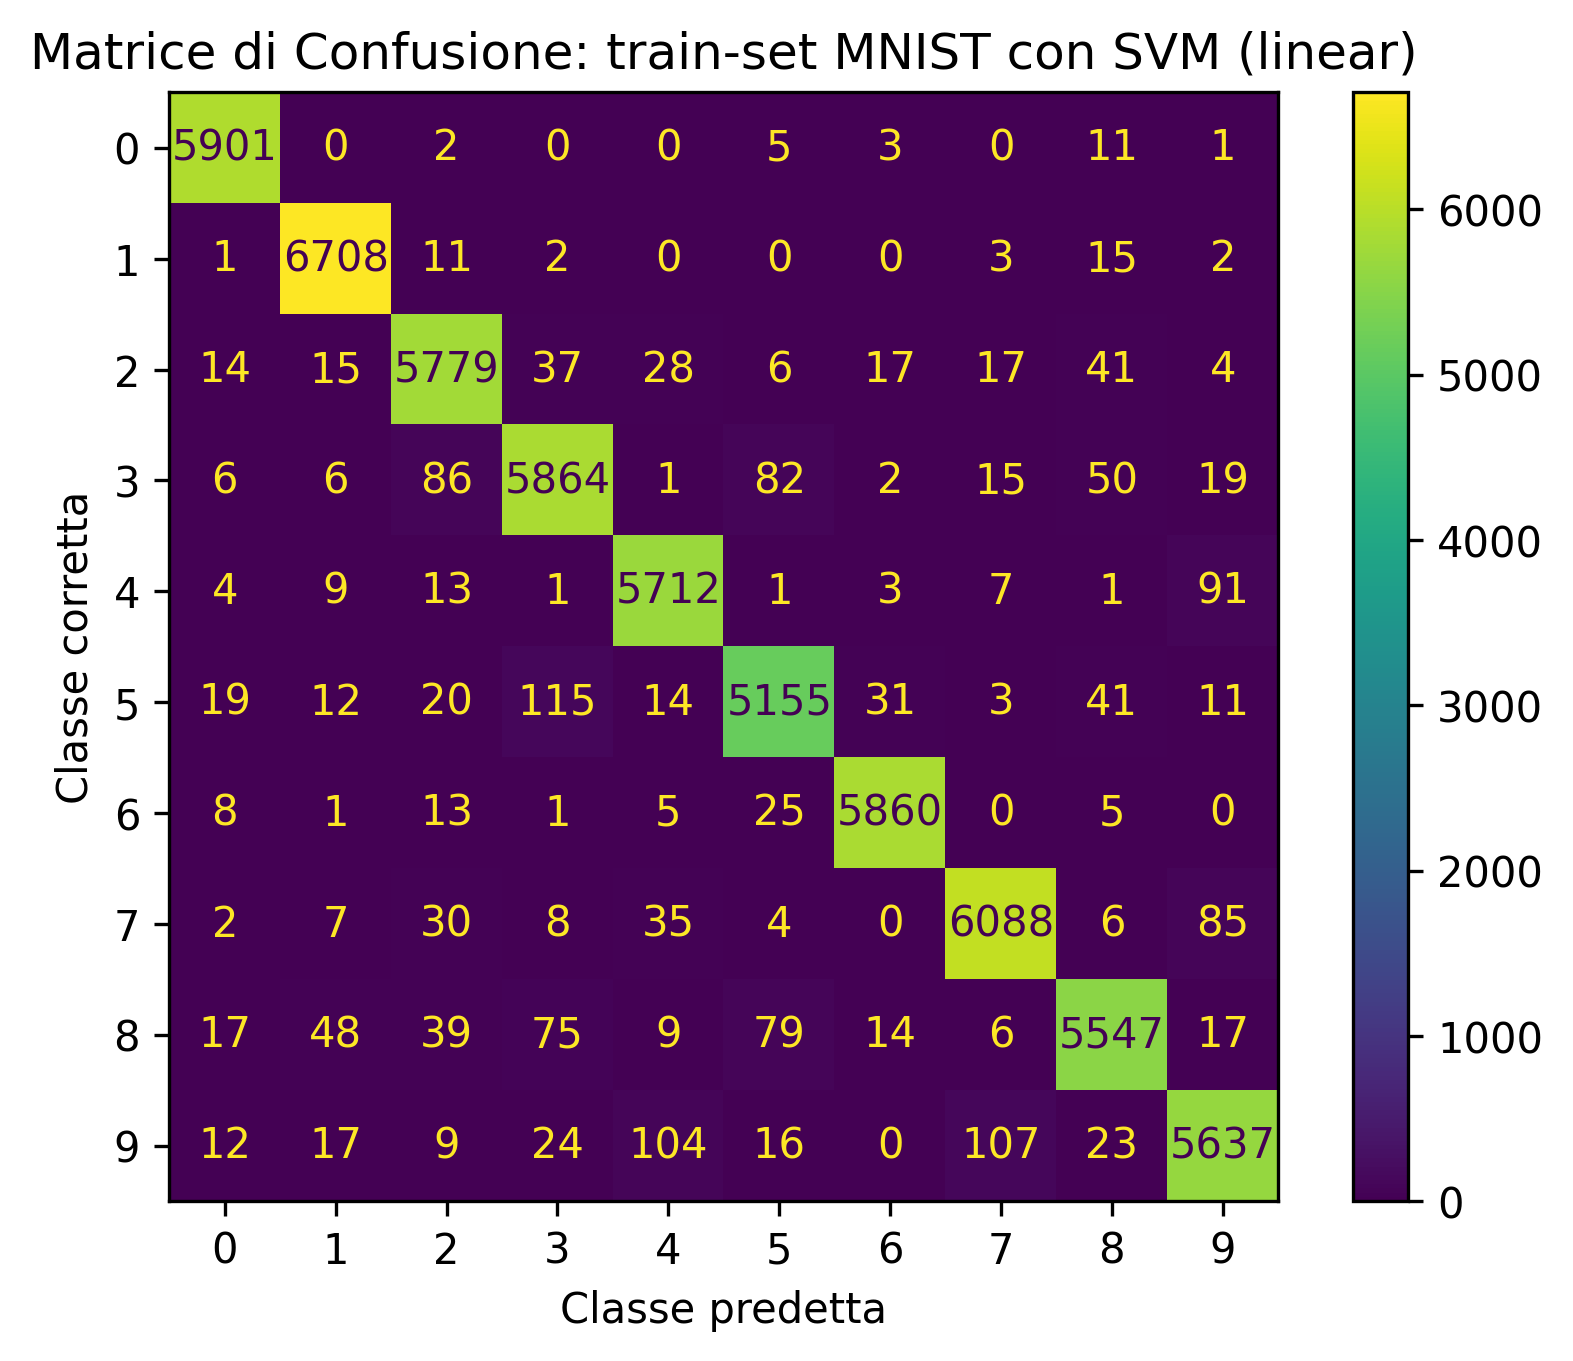 Matrice di Confusione: train-set MNIST con SVM (linear)
0 5901 0 2 0 0 5 3 0 11 1
1 1 6708 11 2 0 0 0 3 15 2
2 14 15 5779 37 28 6 17 17 41 4
3 6 6 86 5864 1 82 2 15 50 19
4 4 9 13 1 5712 1 3 7 1 91
5 19 12 20 115 14 5155 31 3 41 11
6 8 1 13 1 5 25 5860 0 5 0
7 2 7 30 8 35 4 0 6088 6 85
8 17 48 39 75 9 79 14 6 5547 17
9 12 17 9 24 104 16 0 107 23 5637
0 1 2 3 4 5 6 7 8 9
Classe predetta
Classe corretta
6000
5000
4000
3000
2000
1000
0